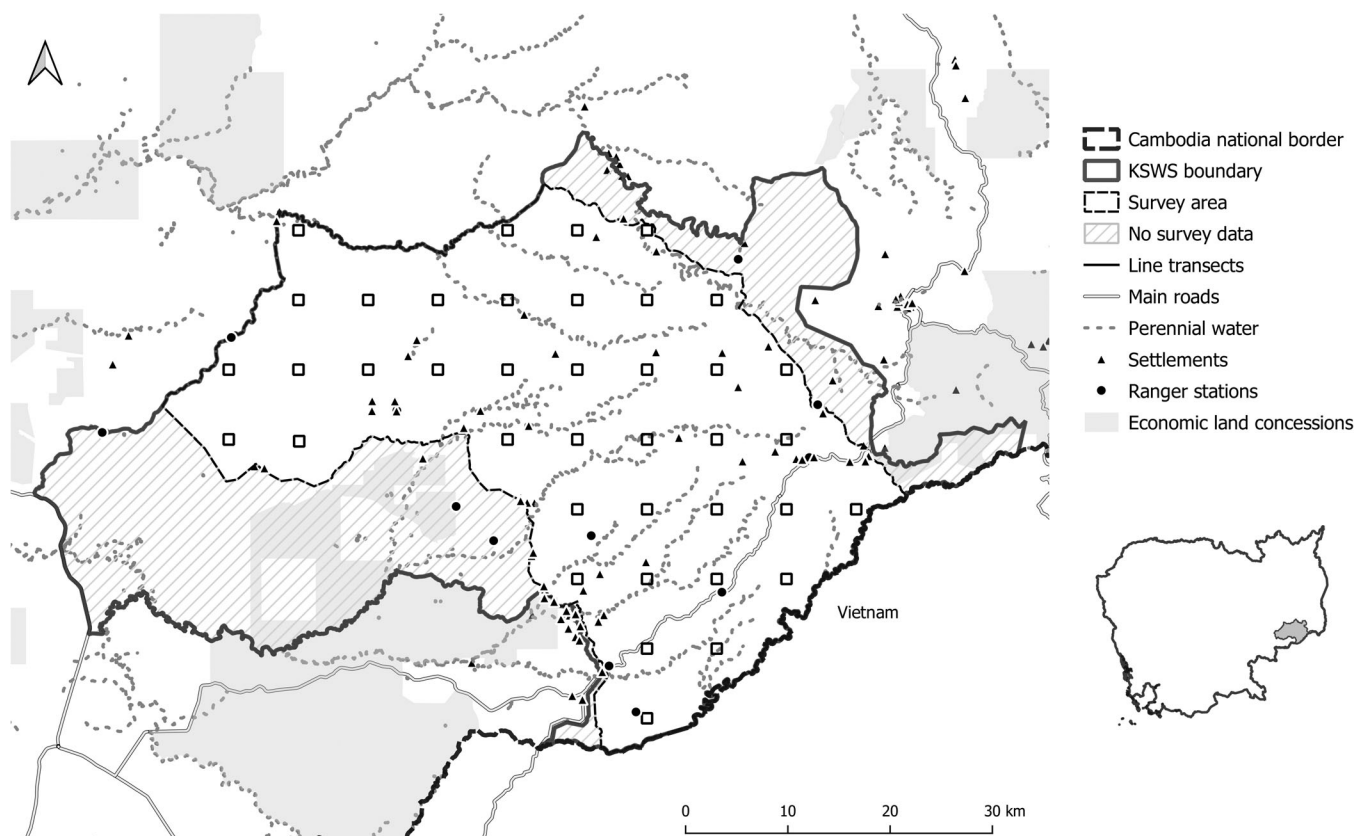 Cambodia national border
KSWS boundary
Survey area
No survey data
Line transects
Main roads
Perennial water
Settlements
Ranger stations
Economic land concessions
Vietnam
0 10 20 30 km